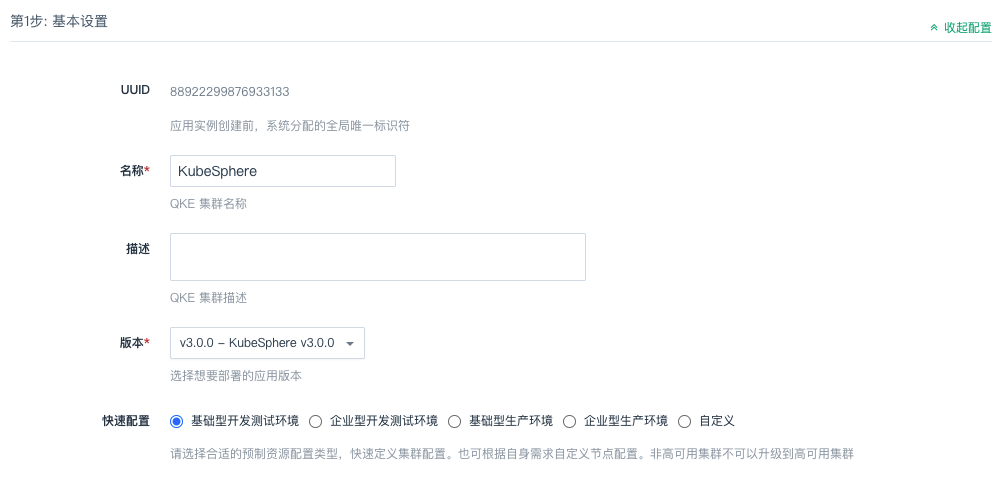 第1步: 基本设置
收起配置
UUID 88922299876933133
应用实例创建前，系统分配的全局唯一标识符
名称* KubeSphere
QKE 集群名称
描述
QKE 集群描述
版本* v3.0.0 – KubeSphere v3.0.0
选择想要部署的应用版本
快速配置 基础型开发测试环境 企业型开发测试环境 基础型生产环境 企业型生产环境 自定义
请选择合适的预制资源配置类型，快速定义集群配置。也可根据自身需求自定义节点配置。非高可用集群不可以升级到高可用集群